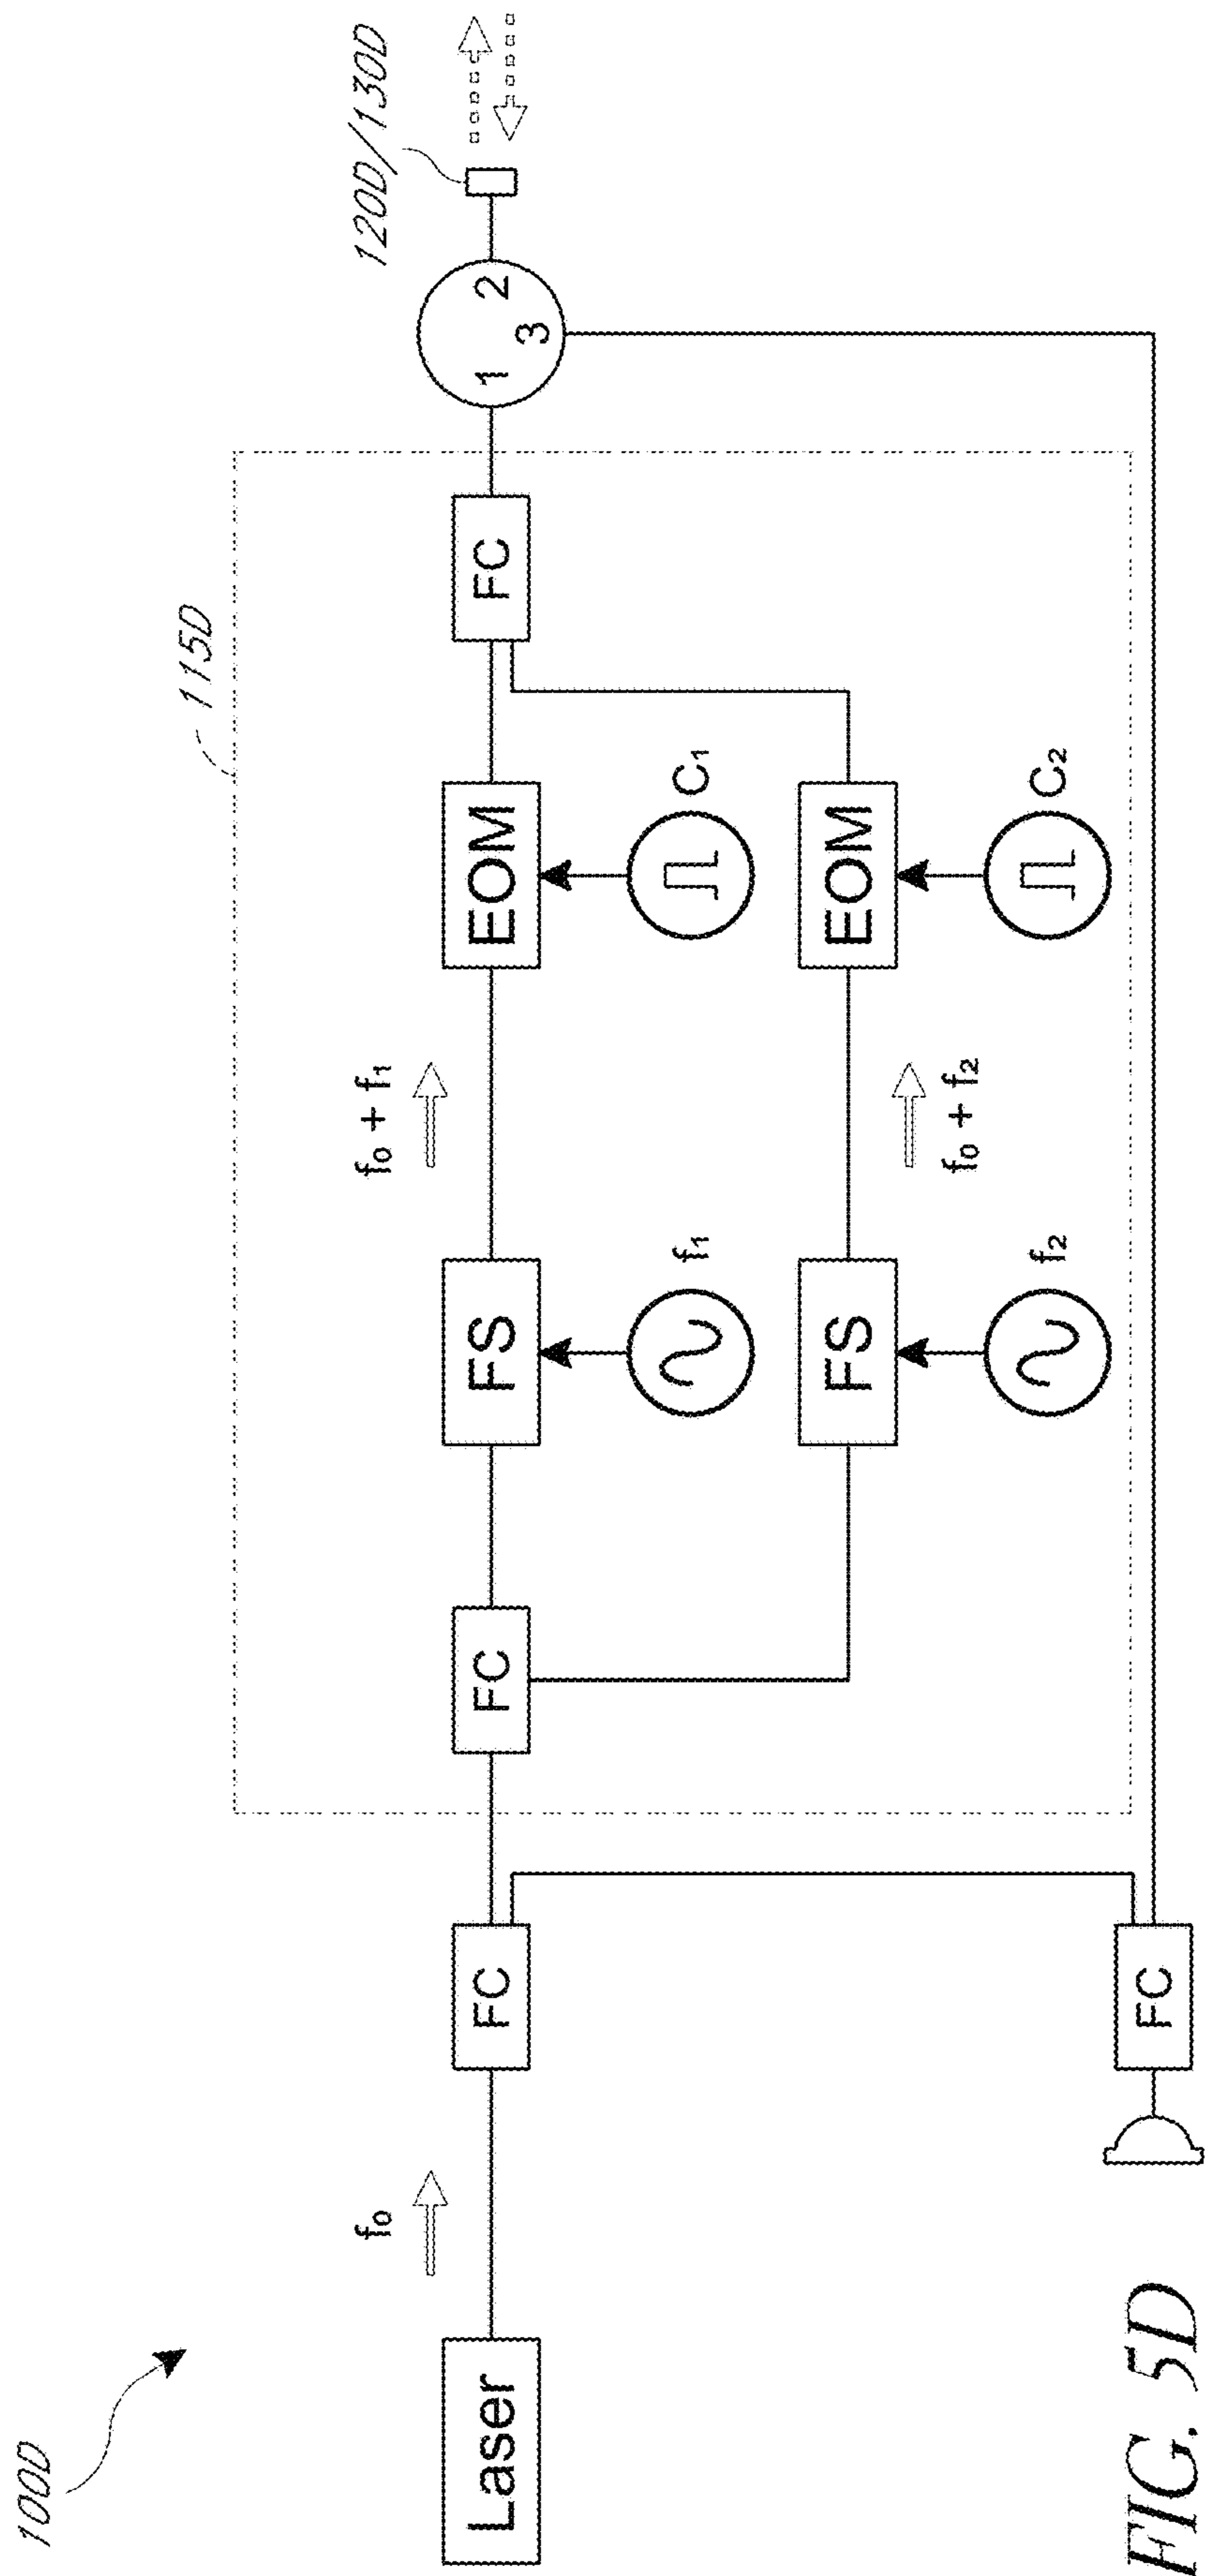 100D
115D
120D/130D
f₀
f₀ + f₁
Laser
FC
FC
FS
EOM
FC
1
2
3
f₁
C₁
FS
EOM
f₀ + f₂
f₂
C₂
FC
FIG. 5D